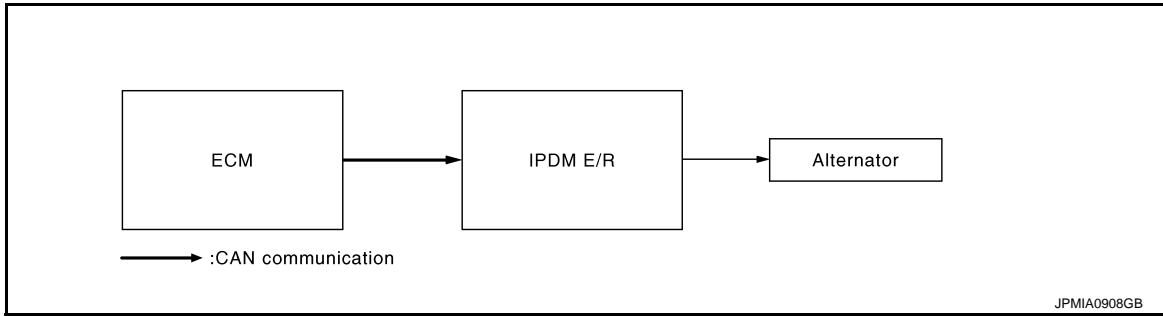 ECM
IPDM E/R
Alternator
:CAN communication
JPMIA0908GB